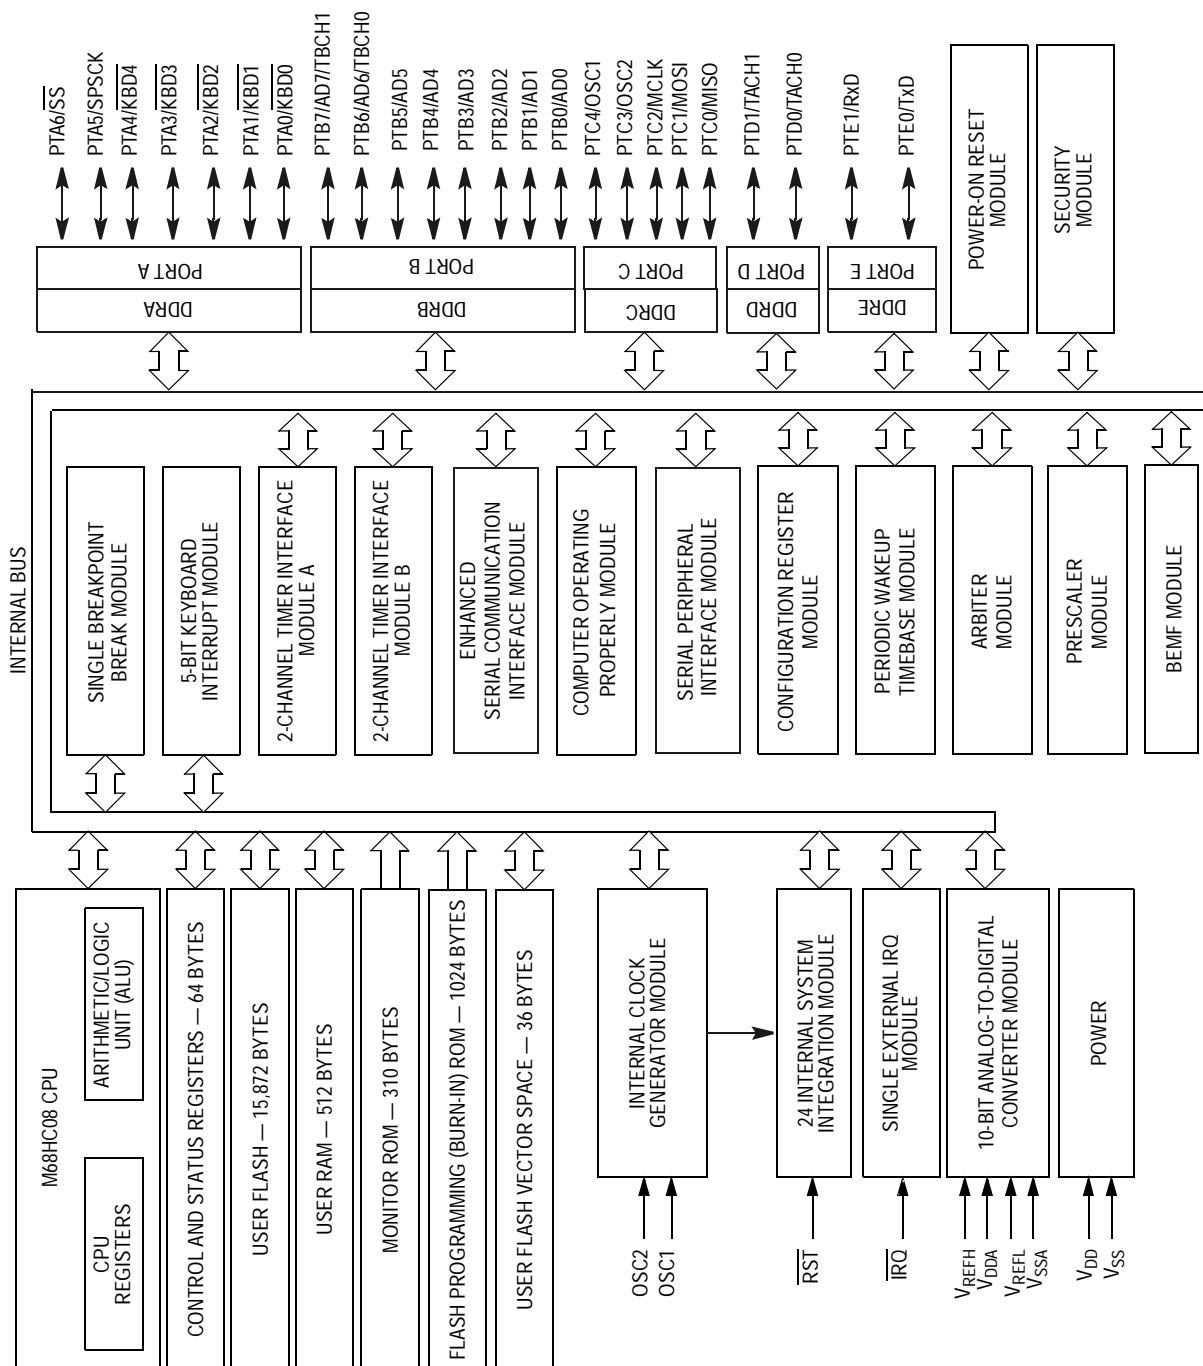 INTERNAL BUS
M68HC08 CPU
CPU
REGISTERS
ARITHMETIC/LOGIC
UNIT (ALU)
CONTROL AND STATUS REGISTERS — 64 BYTES
USER FLASH — 15,872 BYTES
USER RAM — 512 BYTES
MONITOR ROM — 310 BYTES
FLASH PROGRAMMING (BURN-IN) ROM — 1024 BYTES
USER FLASH VECTOR SPACE — 36 BYTES
OSC2
OSC1
INTERNAL CLOCK
GENERATOR MODULE
RST
24 INTERNAL SYSTEM
INTEGRATION MODULE
IRQ
SINGLE EXTERNAL IRQ
MODULE
VREFH
VDDA
VREFL
VSSA
10-BIT ANALOG-TO-DIGITAL
CONVERTER MODULE
VDD
VSS
POWER
SINGLE BREAKPOINT
BREAK MODULE
5-BIT KEYBOARD
INTERRUPT MODULE
2-CHANNEL TIMER INTERFACE
MODULE A
2-CHANNEL TIMER INTERFACE
MODULE B
ENHANCED
SERIAL COMMUNICATION
INTERFACE MODULE
COMPUTER OPERATING
PROPERLY MODULE
SERIAL PERIPHERAL
INTERFACE MODULE
CONFIGURATION REGISTER
MODULE
PERIODIC WAKEUP
TIMEBASE MODULE
ARBITER
MODULE
PRESCALER
MODULE
BEMF MODULE
DDRA
PORT A
DDRB
PORT B
DDRC
PORT C
DDRD
PORT D
DDRE
PORT E
POWER-ON RESET
MODULE
SECURITY
MODULE
PTA6/SS
PTA5/SPSCK
PTA4/KBD4
PTA3/KBD3
PTA2/KBD2
PTA1/KBD1
PTA0/KBD0
PTB7/AD7/TBCH1
PTB6/AD6/TBCH0
PTB5/AD5
PTB4/AD4
PTB3/AD3
PTB2/AD2
PTB1/AD1
PTB0/AD0
PTC4/OSC1
PTC3/OSC2
PTC2/MCLK
PTC1/MOSI
PTC0/MISO
PTD1/TACH1
PTD0/TACH0
PTE1/RxD
PTE0/TxD